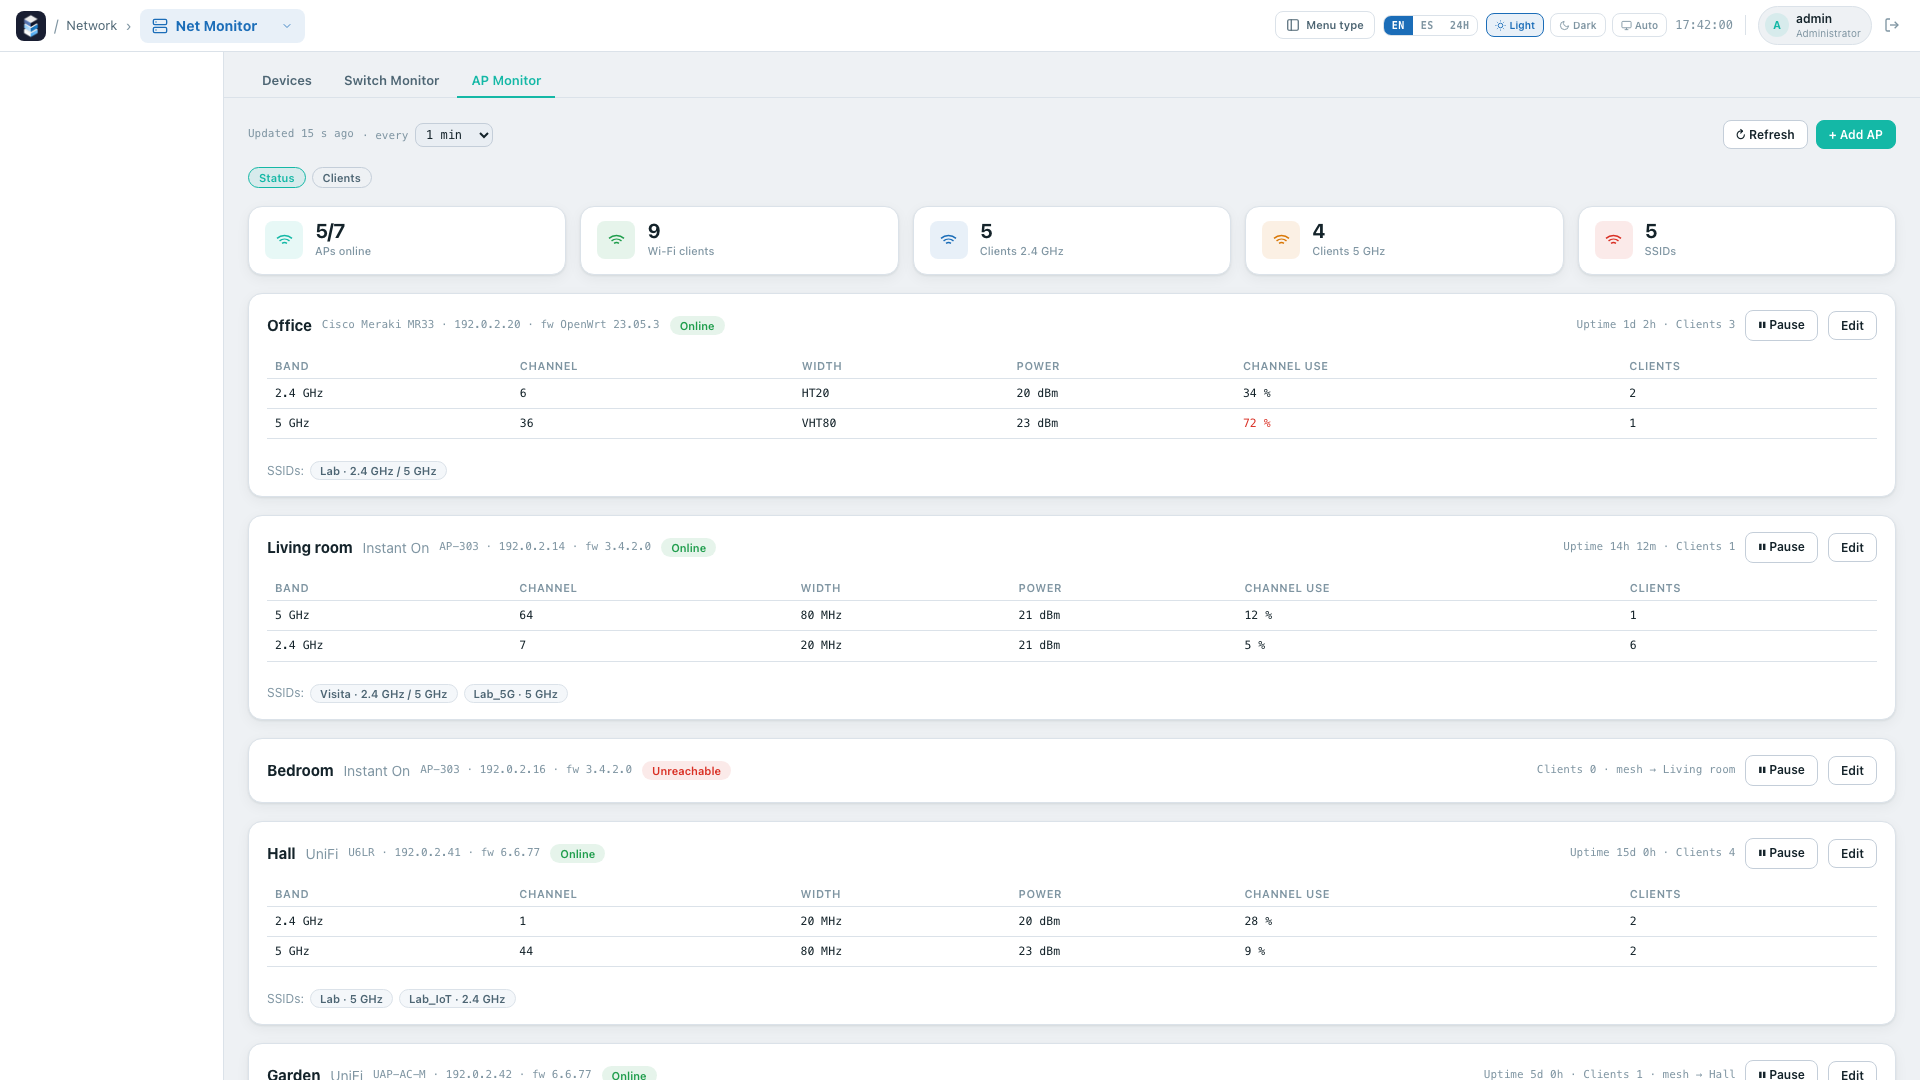 / Network › Net Monitor Menu type EN ES 24H Light Dark Auto 17:42:00 A admin Administrator
Devices Switch Monitor AP Monitor
Updated 15 s ago · every 1 min Refresh + Add AP
Status Clients
5/7 APs online
9 Wi-Fi clients
5 Clients 2.4 GHz
4 Clients 5 GHz
5 SSIDs
Office Cisco Meraki MR33 · 192.0.2.20 · fw OpenWrt 23.05.3 Online Uptime 1d 2h · Clients 3 Pause Edit
BAND CHANNEL WIDTH POWER CHANNEL USE CLIENTS
2.4 GHz 6 HT20 20 dBm 34 % 2
5 GHz 36 VHT80 23 dBm 72 % 1
SSIDs: Lab · 2.4 GHz / 5 GHz
Living room Instant On AP-303 · 192.0.2.14 · fw 3.4.2.0 Online Uptime 14h 12m · Clients 1 Pause Edit
BAND CHANNEL WIDTH POWER CHANNEL USE CLIENTS
5 GHz 64 80 MHz 21 dBm 12 % 1
2.4 GHz 7 20 MHz 21 dBm 5 % 6
SSIDs: Visita · 2.4 GHz / 5 GHz Lab_5G · 5 GHz
Bedroom Instant On AP-303 · 192.0.2.16 · fw 3.4.2.0 Unreachable Clients 0 · mesh → Living room Pause Edit
Hall UniFi U6LR · 192.0.2.41 · fw 6.6.77 Online Uptime 15d 0h · Clients 4 Pause Edit
BAND CHANNEL WIDTH POWER CHANNEL USE CLIENTS
2.4 GHz 1 20 MHz 20 dBm 28 % 2
5 GHz 44 80 MHz 23 dBm 9 % 2
SSIDs: Lab · 5 GHz Lab_IoT · 2.4 GHz
Garden UniFi UAP-AC-M · 192.0.2.42 · fw 6.6.77 Online Uptime 5d 0h · Clients 1 · mesh → Hall Pause Edit